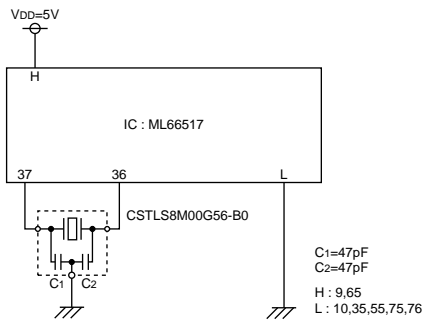 VDD=5V
H
IC : ML66517
37 36 L
CSTLS8M00G56-B0
C1 C2
C1=47pF
C2=47pF
H : 9,65
L : 10,35,55,75,76